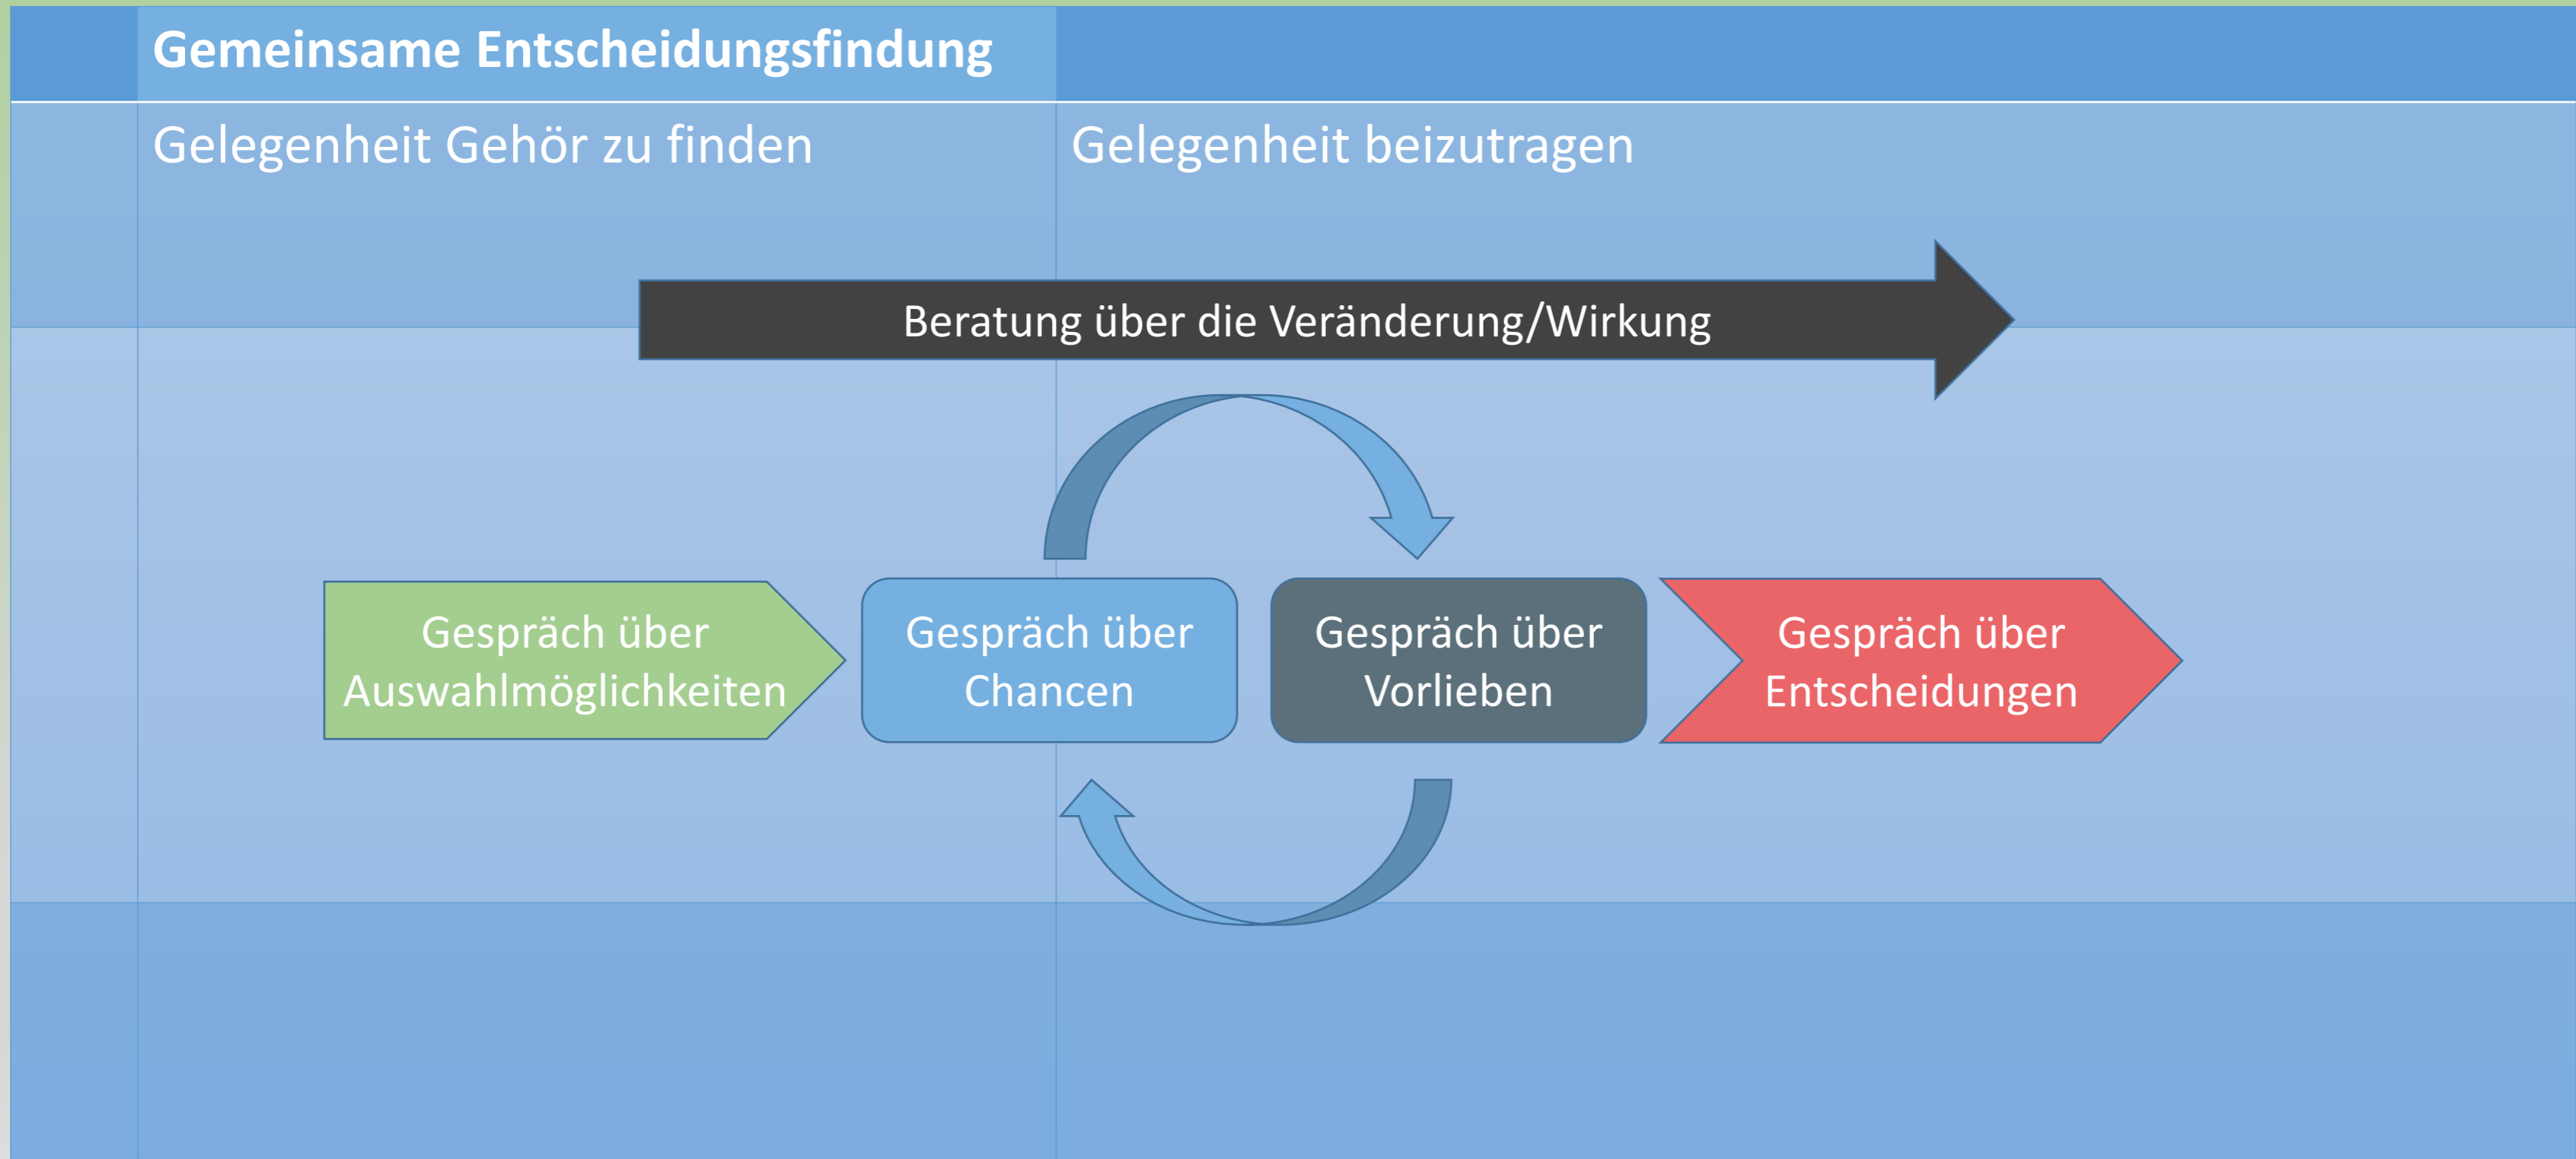 Gemeinsame Entscheidungsfindung
Gelegenheit Gehör zu finden
Gelegenheit beizutragen
Beratung über die Veränderung/Wirkung
Gespräch über
Auswahlmöglichkeiten
Gespräch über
Chancen
Gespräch über
Vorlieben
Gespräch über
Entscheidungen